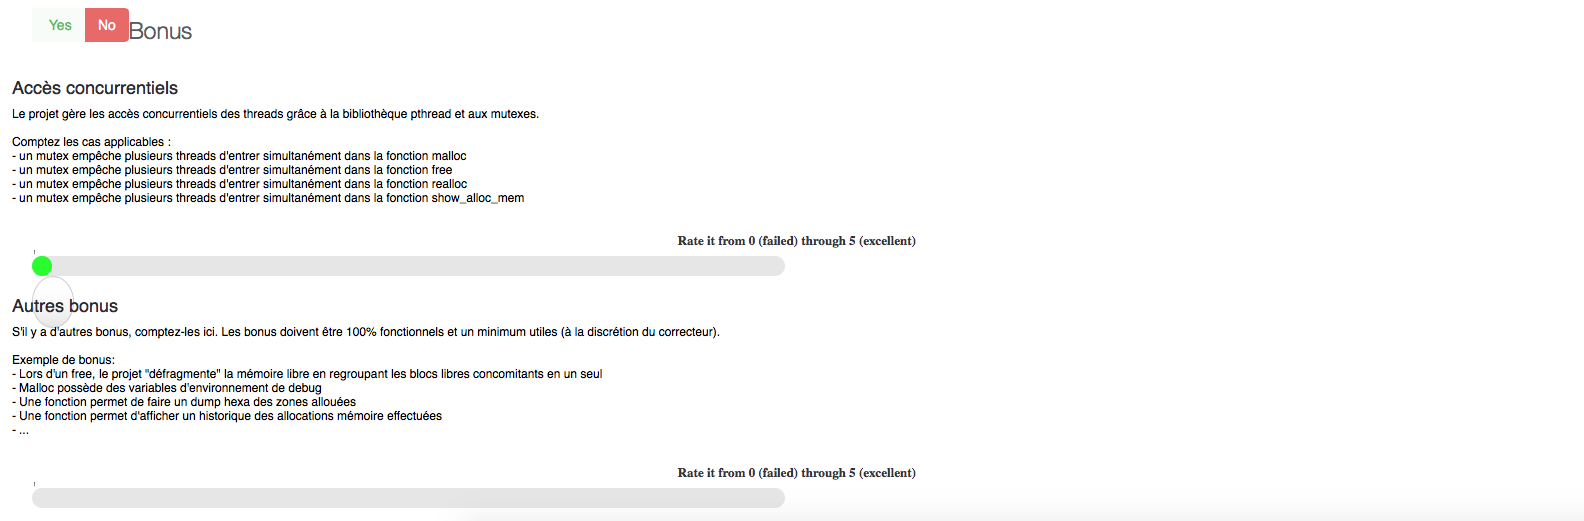 Yes No Bonus
Accès concurrentiels
Le projet gère les accès concurrentiels des threads grâce à la bibliothèque pthread et aux mutexes.
Comptez les cas applicables :
- un mutex empêche plusieurs threads d'entrer simultanément dans la fonction malloc
- un mutex empêche plusieurs threads d'entrer simultanément dans la fonction free
- un mutex empêche plusieurs threads d'entrer simultanément dans la fonction realloc
- un mutex empêche plusieurs threads d'entrer simultanément dans la fonction show_alloc_mem
Rate it from 0 (failed) through 5 (excellent)
Autres bonus
S'il y a d'autres bonus, comptez-les ici. Les bonus doivent être 100% fonctionnels et un minimum utiles (à la discrétion du correcteur).
Exemple de bonus:
- Lors d'un free, le projet "défragmente" la mémoire libre en regroupant les blocs libres concomitants en un seul
- Malloc possède des variables d'environnement de debug
- Une fonction permet de faire un dump hexa des zones allouées
- Une fonction permet d'afficher un historique des allocations mémoire effectuées
- ...
Rate it from 0 (failed) through 5 (excellent)